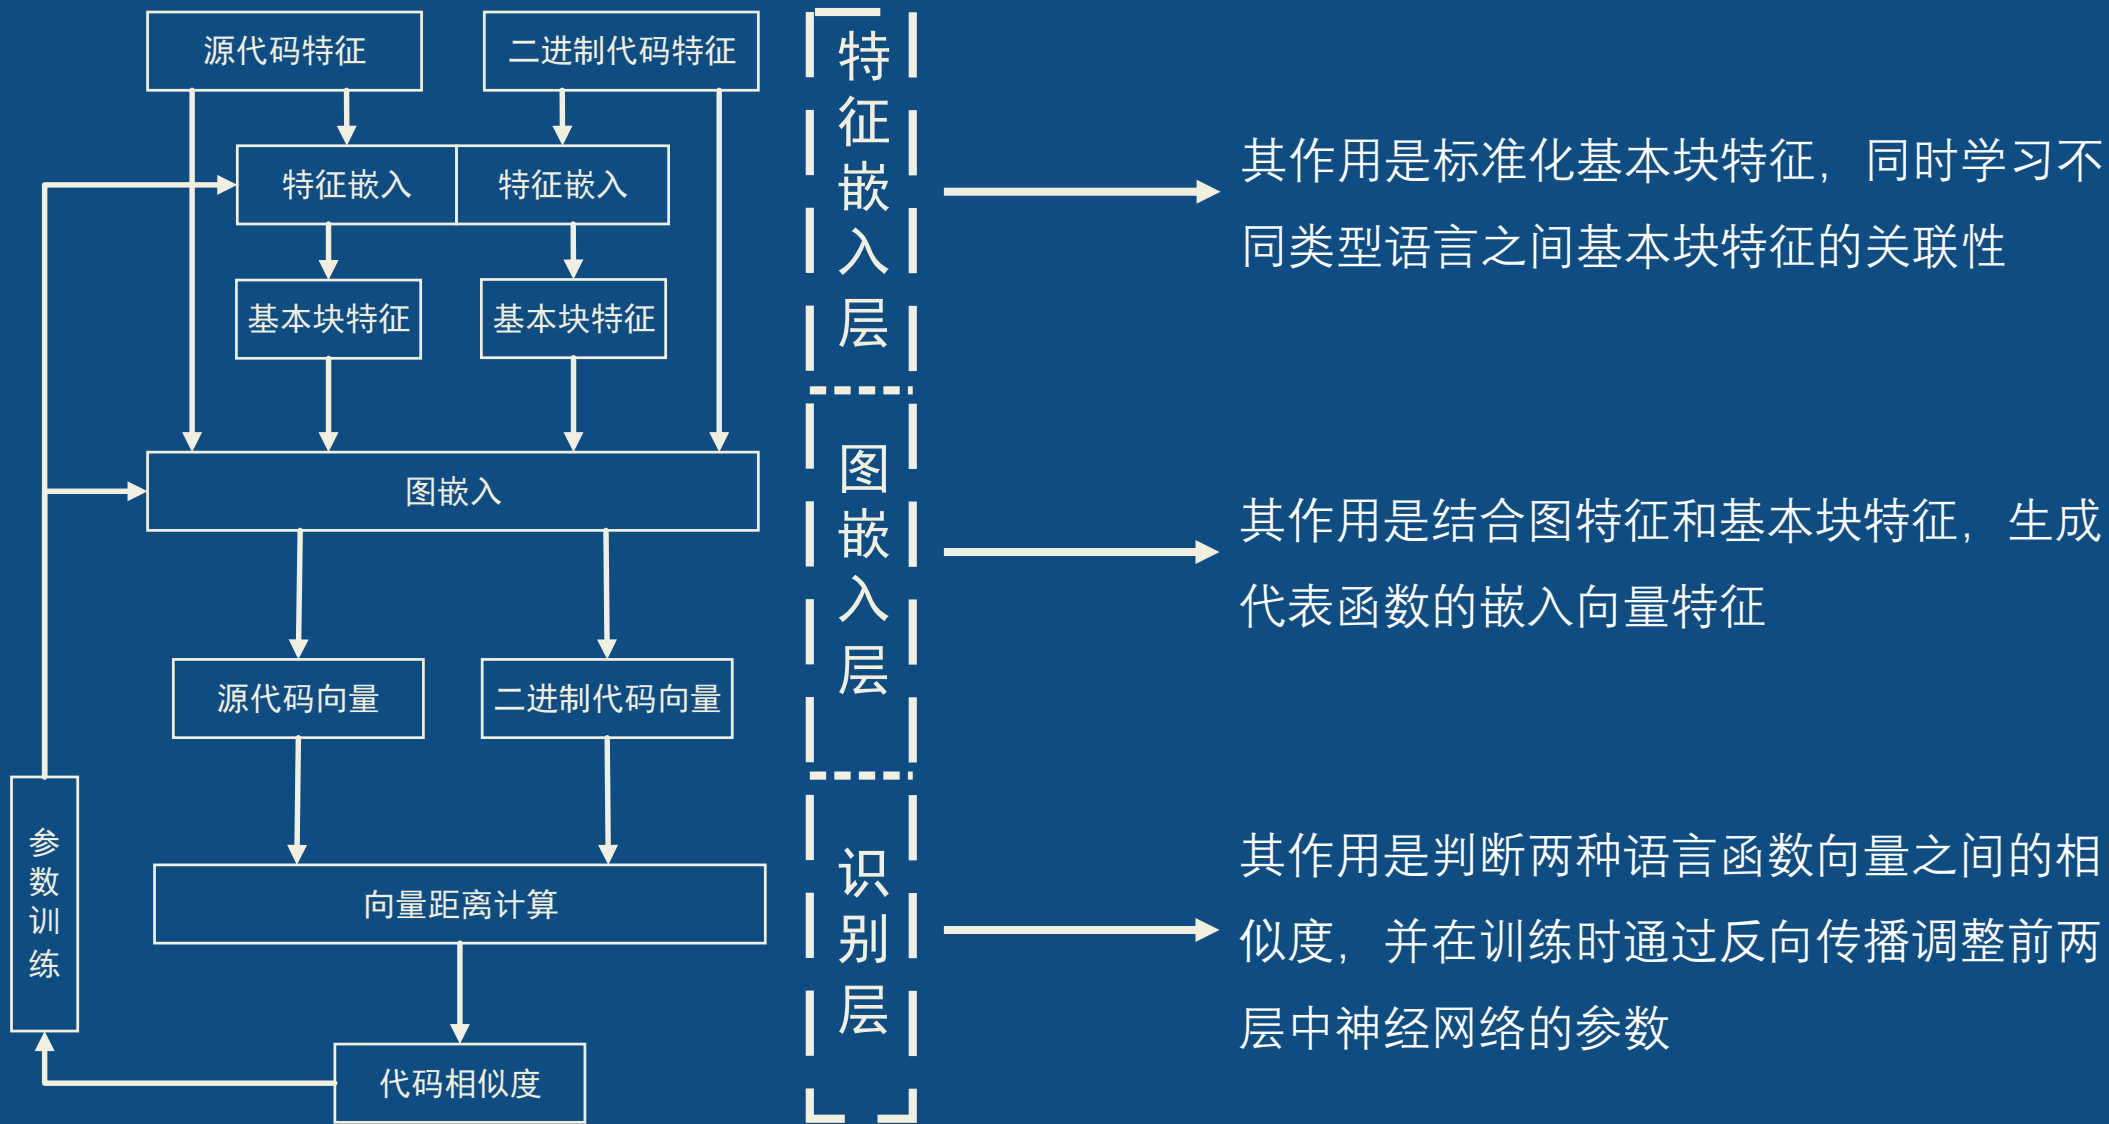 源代码特征
二进制代码特征
特征嵌入
特征嵌入
基本块特征
基本块特征
图嵌入
源代码向量
二进制代码向量
参数训练
向量距离计算
代码相似度
特征嵌入层
图嵌入层
识别层
其作用是标准化基本块特征，同时学习不
同类型语言之间基本块特征的关联性
其作用是结合图特征和基本块特征，生成
代表函数的嵌入向量特征
其作用是判断两种语言函数向量之间的相
似度，并在训练时通过反向传播调整前两
层中神经网络的参数